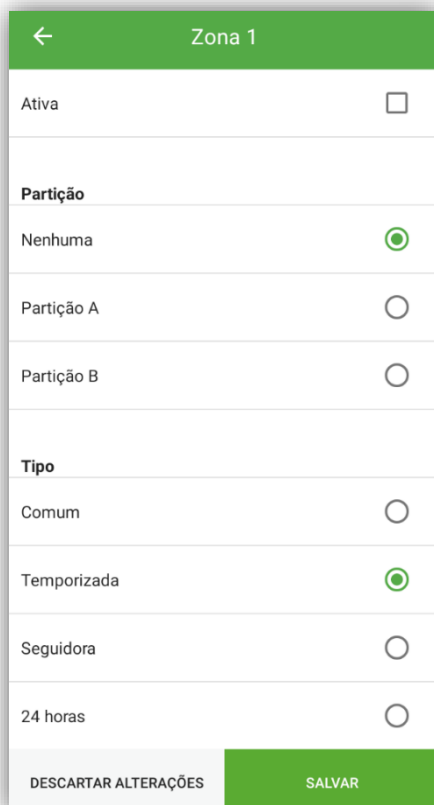 Zona 1
Ativa
Partição
Nenhuma
Partição A
Partição B
Tipo
Comum
Temporizada
Seguidora
24 horas
DESCARTAR ALTERAÇÕES SALVAR